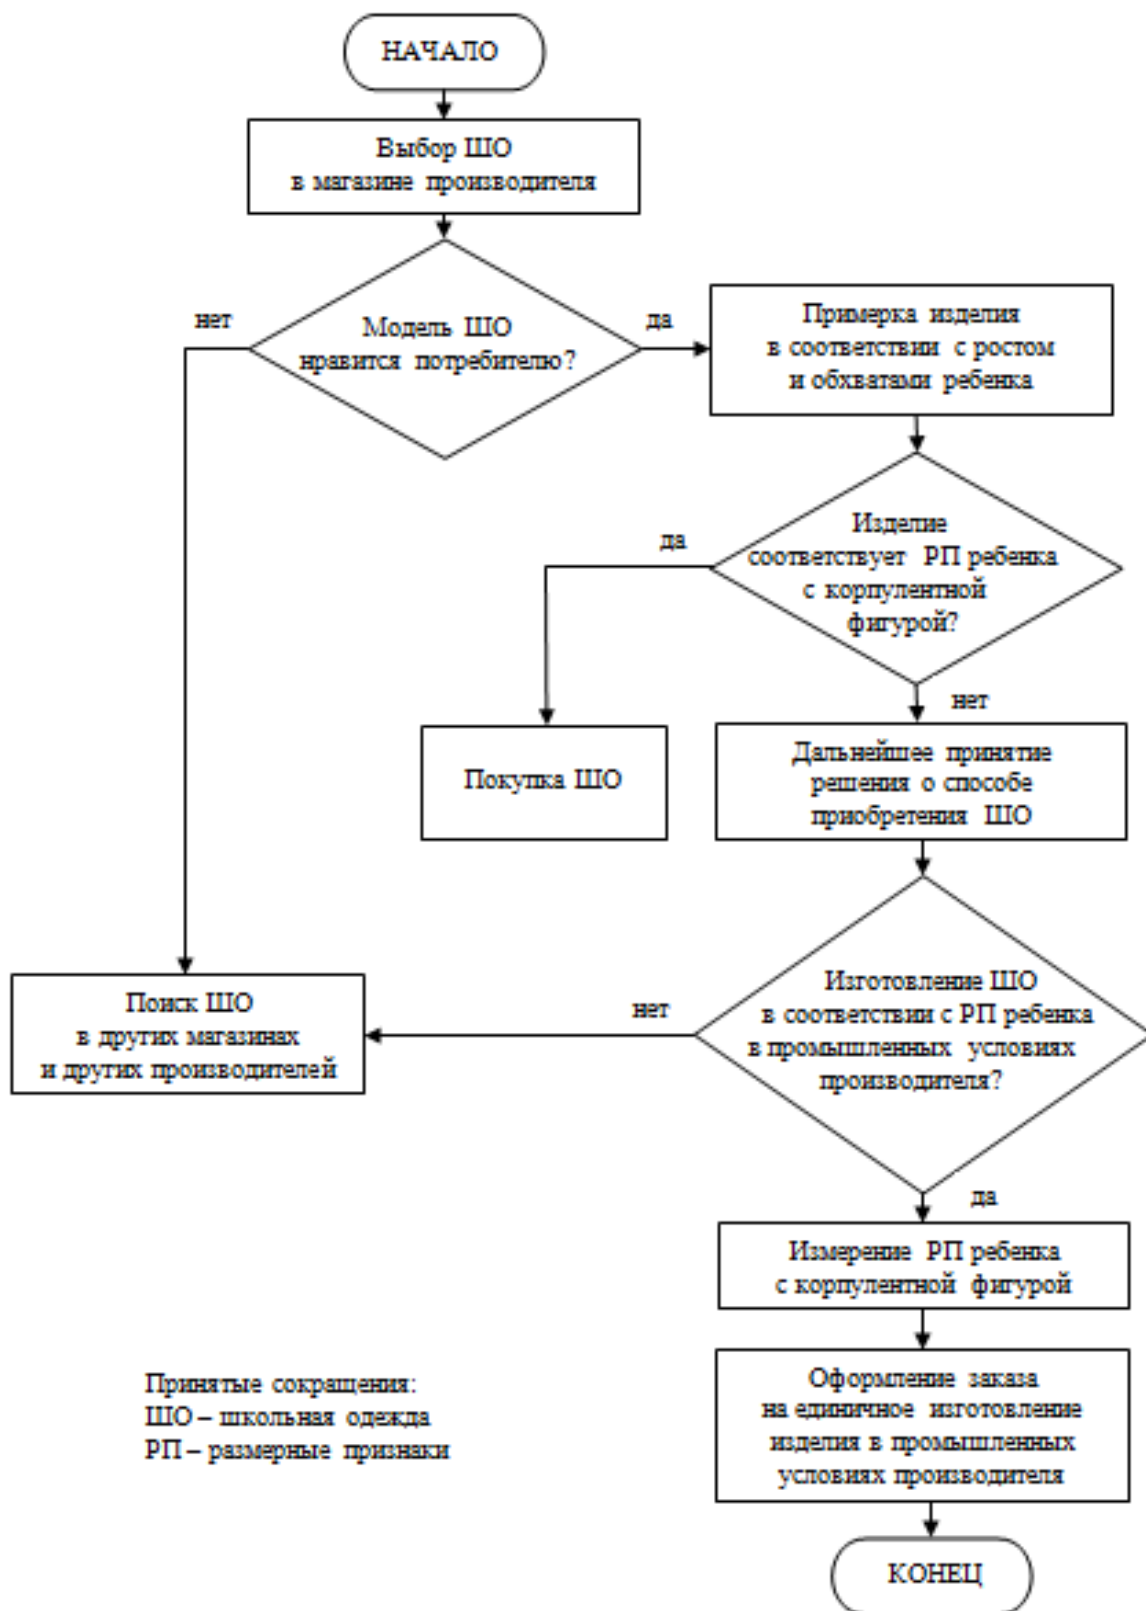 НАЧАЛО
Выбор ШО
в магазине производителя
нет
Модель ШО
нравится потребителю?
да
Примерка изделия
в соответствии с ростом
и обхватами ребенка
да
Изделие
соответствует РП ребенка
с корпулентной
фигурой?
нет
Покупка ШО
Дальнейшее принятие
решения о способе
приобретения ШО
Поиск ШО
в других магазинах
и других производителей
нет
Изготовление ШО
в соответствии с РП ребенка
в промышленных условиях
производителя?
да
Измерение РП ребенка
с корпулентной фигурой
Оформление заказа
на единичное изготовление
изделия в промышленных
условиях производителя
Принятые сокращения:
ШО – школьная одежда
РП – размерные признаки
КОНЕЦ